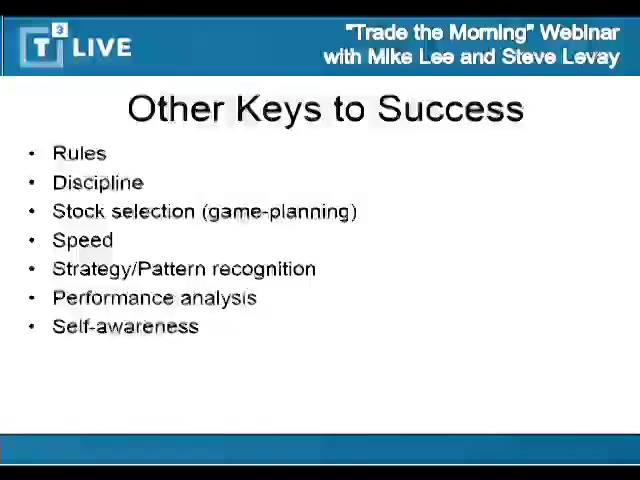 T3 LIVE
"Trade the Morning" Webinar
with Mike Lee and Steve Levay
Other Keys to Success
• Rules
• Discipline
• Stock selection (game-planning)
• Speed
• Strategy/Pattern recognition
• Performance analysis
• Self-awareness